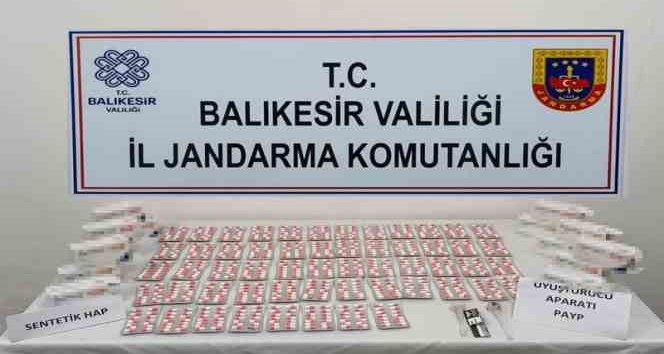 T.C.
BALIKESİR
VALİLİĞİ
T.C.
BALIKESİR VALİLİĞİ
İL JANDARMA KOMUTANLIĞI
JANDARMA
SENTETİK HAP
UYUŞTURUCU
APARATI
PAYP